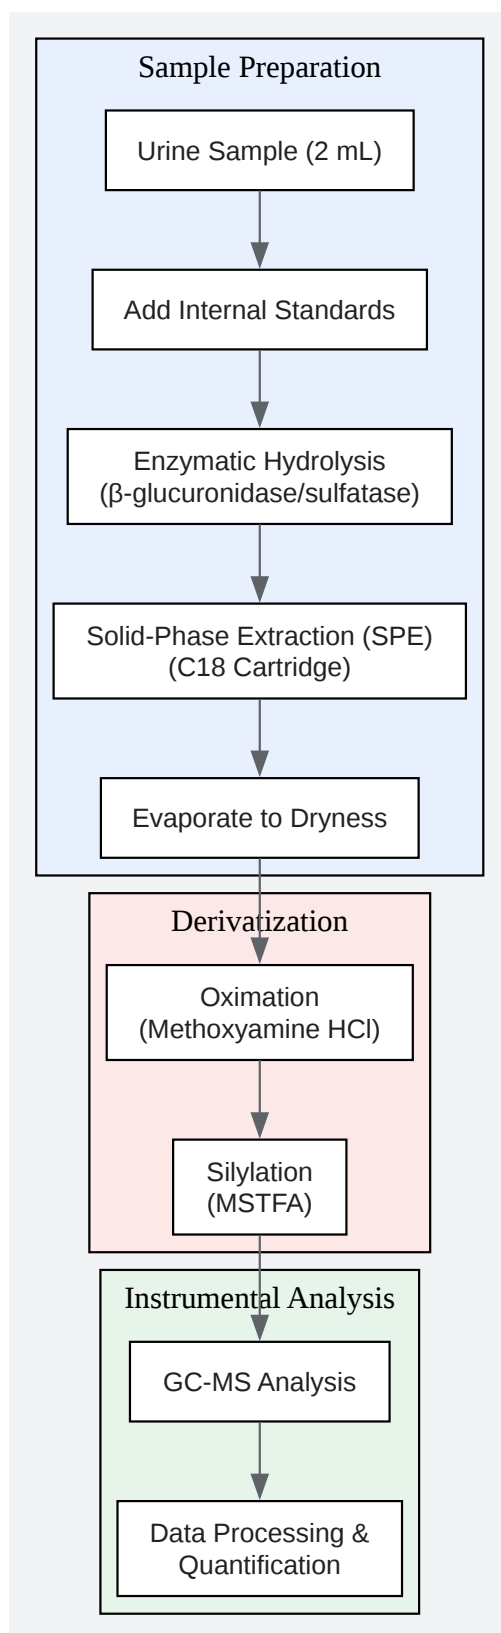 Sample Preparation
Urine Sample (2 mL)
Add Internal Standards
Enzymatic Hydrolysis
(β-glucuronidase/sulfatase)
Solid-Phase Extraction (SPE)
(C18 Cartridge)
Evaporate to Dryness
Derivatization
Oximation
(Methoxyamine HCl)
Silylation
(MSTFA)
Instrumental Analysis
GC-MS Analysis
Data Processing &
Quantification